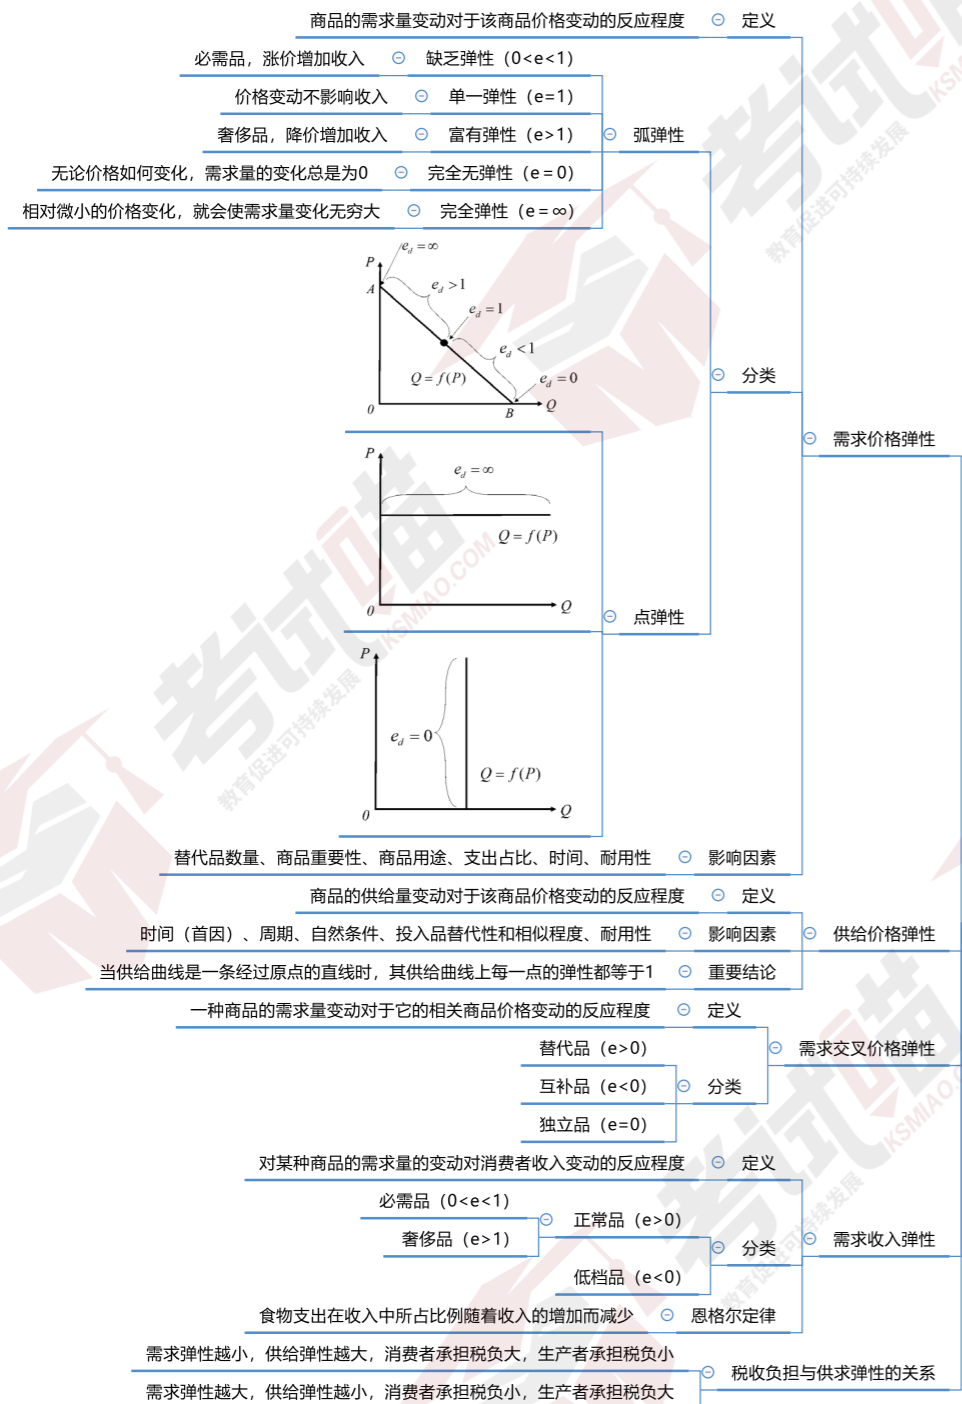 商品的需求量变动对于该商品价格变动的反应程度 定义
必需品，涨价增加收入 缺乏弹性（0<e<1）
价格变动不影响收入 单一弹性（e=1）
奢侈品，降价增加收入 富有弹性（e>1） 弧弹性
无论价格如何变化，需求量的变化总是为0 完全无弹性（e＝0）
相对微小的价格变化，就会使需求量变化无穷大 完全弹性（e＝∞）
P e_d=∞
A e_d>1
e_d=1
e_d<1
Q=f(P) e_d=0
0 B Q
分类
需求价格弹性
P e_d=∞
Q=f(P)
0 Q
点弹性
P
e_d=0
Q=f(P)
0 Q
替代品数量、商品重要性、商品用途、支出占比、时间、耐用性 影响因素
商品的供给量变动对于该商品价格变动的反应程度 定义
时间（首因）、周期、自然条件、投入品替代性和相似程度、耐用性 影响因素 供给价格弹性
当供给曲线是一条经过原点的直线时，其供给曲线上每一点的弹性都等于1 重要结论
一种商品的需求量变动对于它的相关商品价格变动的反应程度 定义
替代品（e>0） 需求交叉价格弹性
互补品（e<0） 分类
独立品（e=0）
对某种商品的需求量的变动对消费者收入变动的反应程度 定义
必需品（0<e<1）
正常品（e>0）
奢侈品（e>1） 分类 需求收入弹性
低档品（e<0）
食物支出在收入中所占比例随着收入的增加而减少 恩格尔定律
需求弹性越小，供给弹性越大，消费者承担税负大，生产者承担税负小
税收负担与供求弹性的关系
需求弹性越大，供给弹性越小，消费者承担税负小，生产者承担税负大
考试喵
KSMIAO.COM
教育促进可持续发展